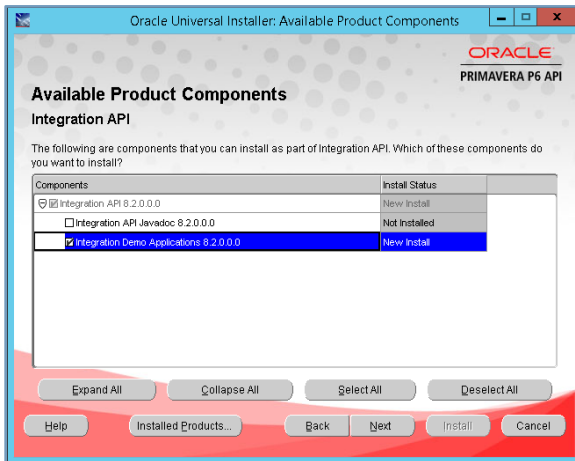 Oracle Universal Installer: Available Product Components
ORACLE
PRIMAVERA P6 API
Available Product Components
Integration API
The following are components that you can install as part of Integration API. Which of these components do
you want to install?
Components Install Status
Integration API 8.2.0.0.0 New Install
Integration API Javadoc 8.2.0.0.0 Not Installed
Integration Demo Applications 8.2.0.0.0 New Install
Expand All Collapse All Select All Deselect All
Help Installed Products... Back Next Install Cancel